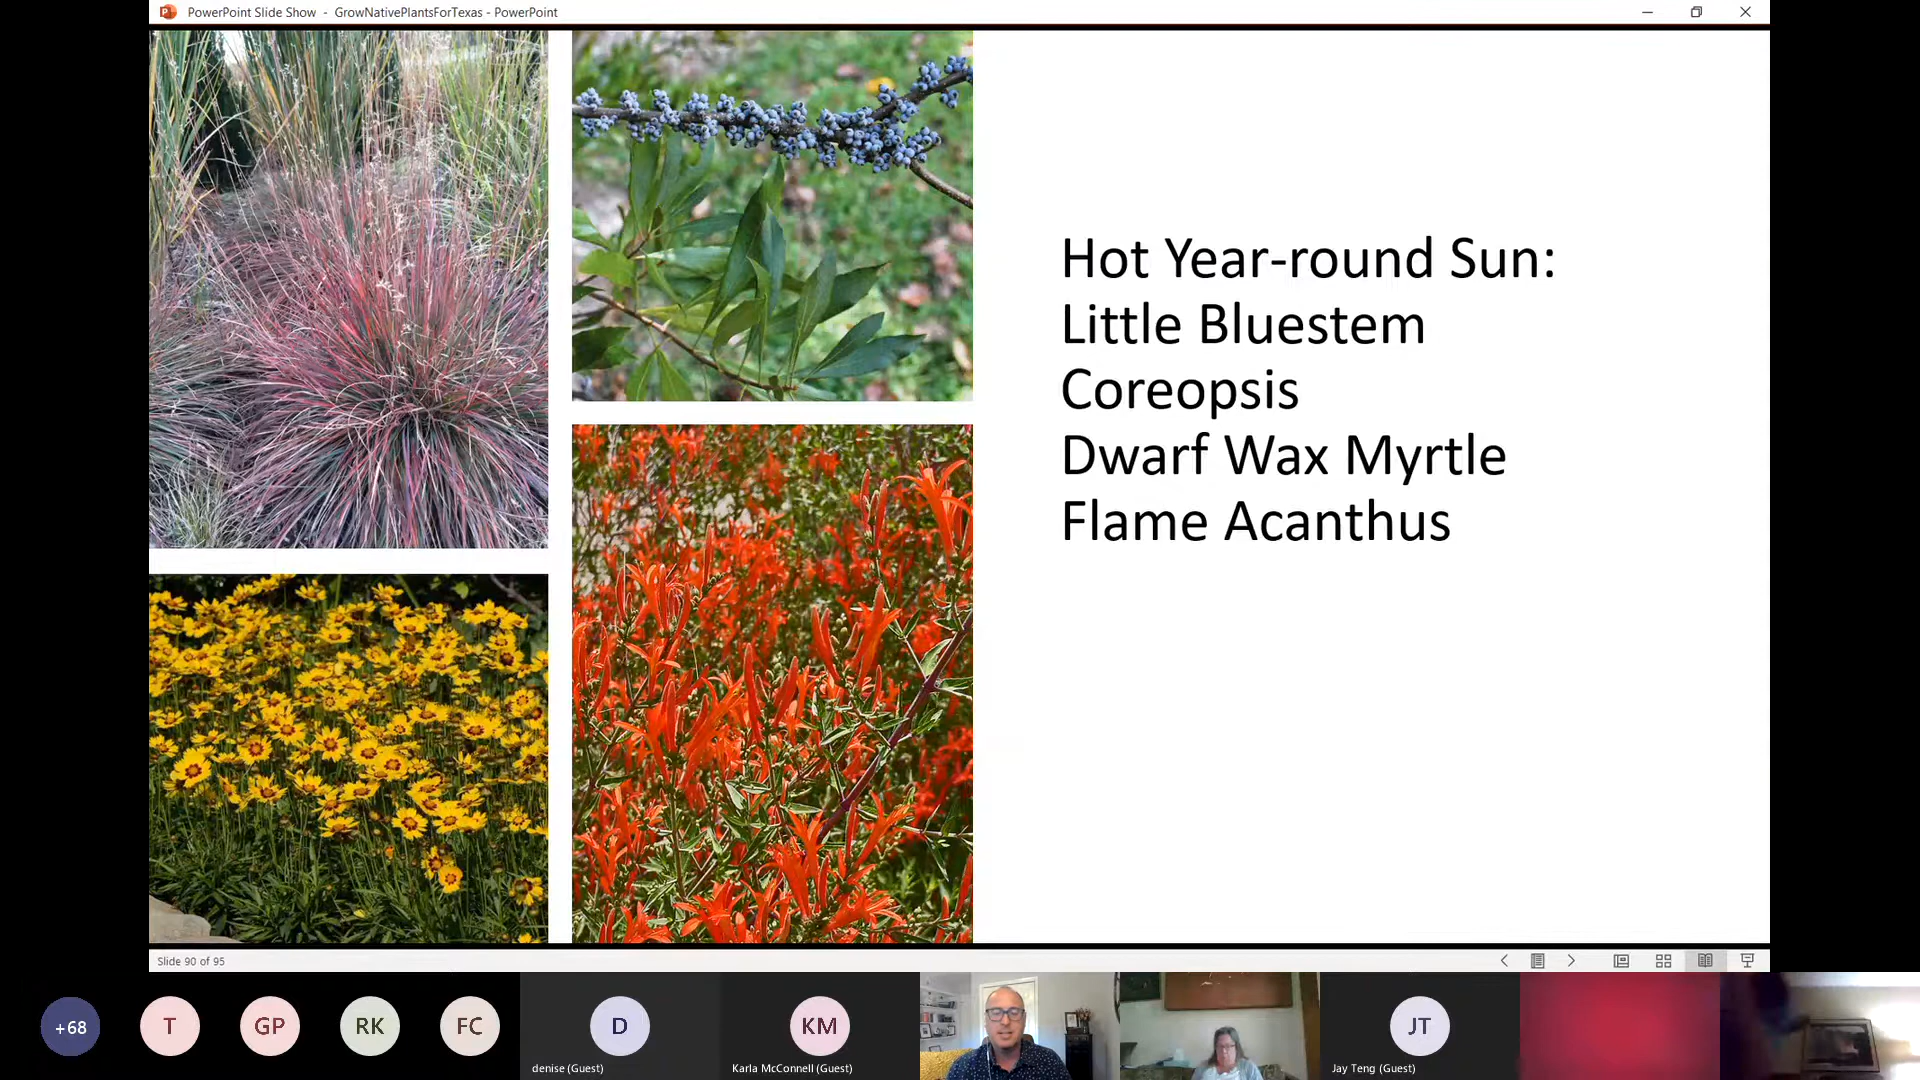 PowerPoint Slide Show - GrowNativePlantsForTexas - PowerPoint
Hot Year-round Sun:
Little Bluestem
Coreopsis
Dwarf Wax Myrtle
Flame Acanthus
Slide 90 of 95
+68
T
GP
RK
FC
D
denise (Guest)
KM
Karla McConnell (Guest)
JT
Jay Teng (Guest)